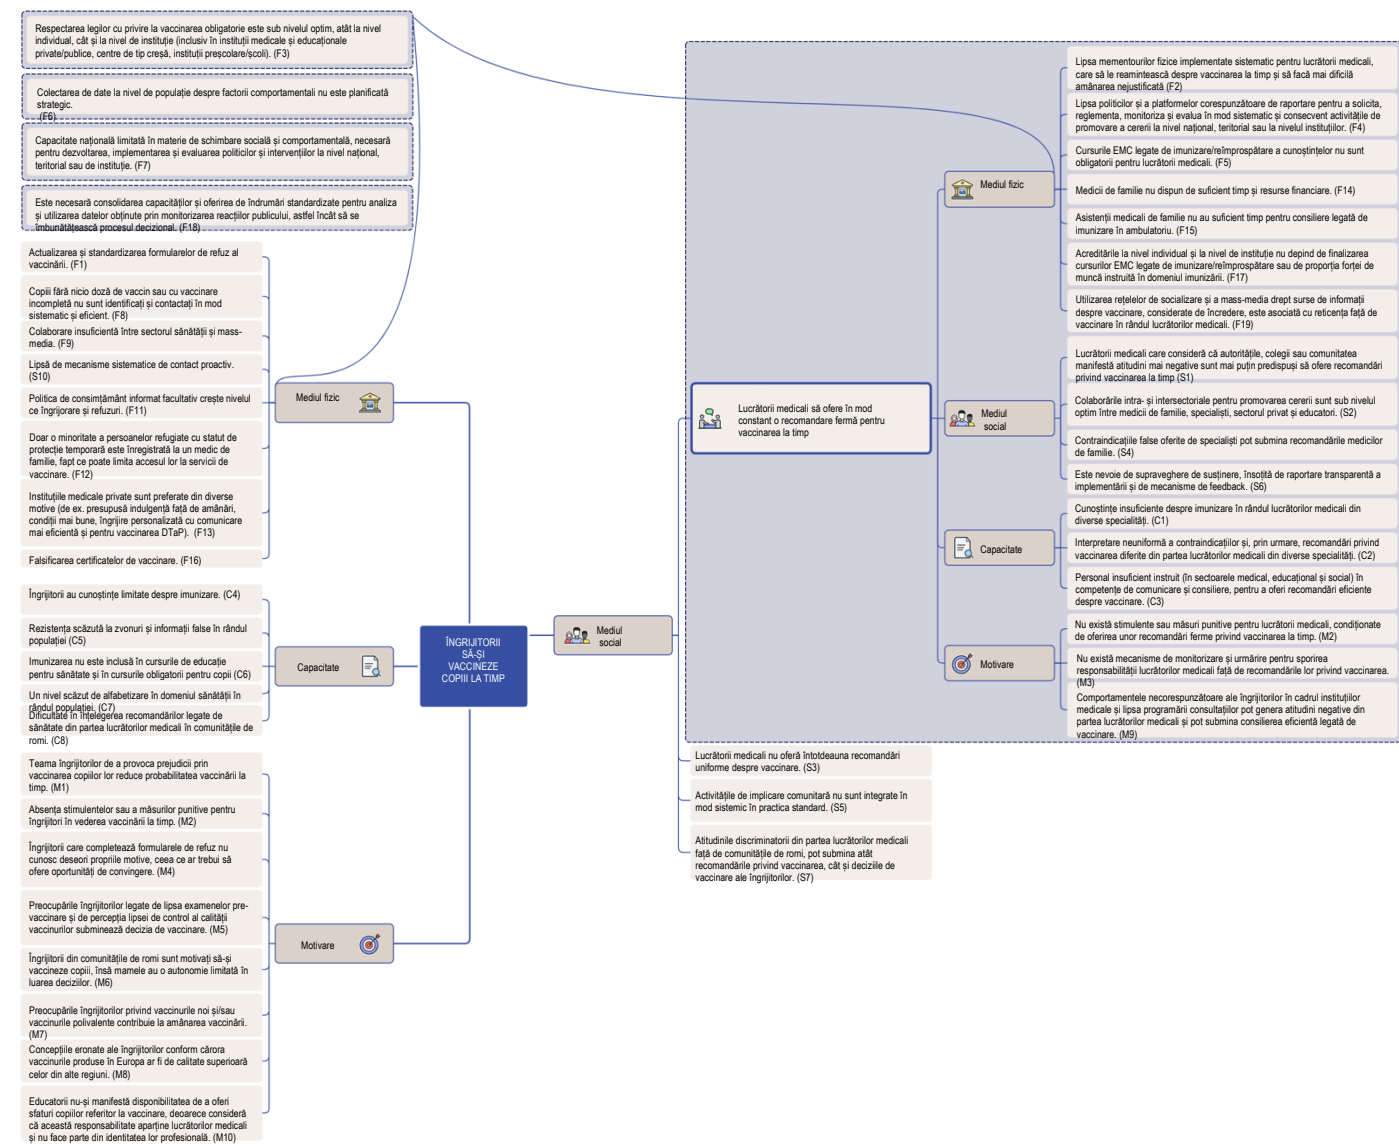 Respectarea legilor cu privire la vaccinarea obligatorie este sub nivelul optim, atât la nivel
individual, cât și la nivel de instituție (inclusiv în instituții medicale și educaționale
private/publice, centre de tip creșă, instituții preșcolare/școli). (F3)
Colectarea de date la nivel de populație despre factorii comportamentali nu este planificată
strategic.
(F6)
Capacitate națională limitată în materie de schimbare socială și comportamentală, necesară
pentru dezvoltarea, implementarea și evaluarea politicilor și intervențiilor la nivel național,
teritorial sau de instituție. (F7)
Este necesară consolidarea capacităților și oferirea de îndrumări standardizate pentru analiza
și utilizarea datelor obținute prin monitorizarea reacțiilor publicului, astfel încât să se
îmbunătățească procesul decizional. (F18)
Actualizarea și standardizarea formularelor de refuz al
vaccinării. (F1)
Copiii fără nicio doză de vaccin sau cu vaccinare
incompletă nu sunt identificați și contactați în mod
sistematic și eficient. (F8)
Colaborare insuficientă între sectorul sănătății și mass-
media. (F9)
Lipsă de mecanisme sistematice de contact proactiv.
(S10)
Politica de consimțământ informat facultativ crește nivelul
ce îngrijorare și refuzuri. (F11)
Doar o minoritate a persoanelor refugiate cu statut de
protecție temporară este înregistrată la un medic de
familie, fapt ce poate limita accesul lor la servicii de
vaccinare. (F12)
Instituțiile medicale private sunt preferate din diverse
motive (de ex. presupusă indulgență față de amânări,
condiții mai bune, îngrijire personalizată cu comunicare
mai eficientă și pentru vaccinarea DTaP). (F13)
Falsificarea certificatelor de vaccinare. (F16)
Mediul fizic
Îngrijitorii au cunoștințe limitate despre imunizare. (C4)
Rezistența scăzută la zvonuri și informații false în rândul
populației (C5)
Imunizarea nu este inclusă în cursurile de educație
pentru sănătate și în cursurile obligatorii pentru copii (C6)
Un nivel scăzut de alfabetizare în domeniul sănătății în
rândul populației. (C7)
Dificultate în înțelegerea recomandărilor legate de
sănătate din partea lucrătorilor medicali în comunitățile de
romi. (C8)
Capacitate
Teama îngrijitorilor de a provoca prejudicii prin
vaccinarea copiilor lor reduce probabilitatea vaccinării la
timp. (M1)
Absența stimulentelor sau a măsurilor punitive pentru
îngrijitori în vederea vaccinării la timp. (M2)
Îngrijitorii care completează formularele de refuz nu
cunosc deseori propriile motive, ceea ce ar trebui să
ofere oportunități de convingere. (M4)
Preocupările îngrijitorilor legate de lipsa examenelor pre-
vaccinare și de percepția lipsei de control al calității
vaccinurilor subminează decizia de vaccinare. (M5)
Îngrijitorii din comunitățile de romi sunt motivați să-și
vaccineze copiii, însă mamele au o autonomie limitată în
luarea deciziilor. (M6)
Preocupările îngrijitorilor privind vaccinurile noi și/sau
vaccinurile polivalente contribuie la amânarea vaccinării.
(M7)
Concepțiile eronate ale îngrijitorilor conform cărora
vaccinurile produse în Europa ar fi de calitate superioară
celor din alte regiuni. (M8)
Educatorii nu-și manifestă disponibilitatea de a oferi
sfaturi copiilor referitor la vaccinare, deoarece consideră
că această responsabilitate aparține lucrătorilor medicali
și nu face parte din identitatea lor profesională. (M10)
Motivare
ÎNGRIJITORII
SĂ-ȘI
VACCINEZE
COPIII LA TIMP
Mediul
social
Lucrătorii medicali să ofere în mod
constant o recomandare fermă pentru
vaccinarea la timp
Lucrătorii medicali nu oferă întotdeauna recomandări
uniforme despre vaccinare. (S3)
Activitățile de implicare comunitară nu sunt integrate în
mod sistemic în practica standard. (S5)
Atitudinile discriminatorii din partea lucrătorilor medicali
față de comunitățile de romi, pot submina atât
recomandările privind vaccinarea, cât și deciziile de
vaccinare ale îngrijitorilor. (S7)
Mediul fizic
Lipsa mementourilor fizice implementate sistematic pentru lucrătorii medicali,
care să le reamintească despre vaccinarea la timp și să facă mai dificilă
amânarea nejustificată (F2)
Lipsa politicilor și a platformelor corespunzătoare de raportare pentru a solicita,
reglementa, monitoriza și evalua în mod sistematic și consecvent activitățile de
promovare a cererii la nivel național, teritorial sau la nivelul instituțiilor. (F4)
Cursurile EMC legate de imunizare/reîmprospătare a cunoștințelor nu sunt
obligatorii pentru lucrătorii medicali. (F5)
Medicii de familie nu dispun de suficient timp și resurse financiare. (F14)
Asistenții medicali de familie nu au suficient timp pentru consiliere legată de
imunizare în ambulatoriu. (F15)
Acreditările la nivel individual și la nivel de instituție nu depind de finalizarea
cursurilor EMC legate de imunizare/reîmprospătare sau de proporția forței de
muncă instruită în domeniul imunizării. (F17)
Utilizarea rețelelor de socializare și a mass-media drept surse de informații
despre vaccinare, considerate de încredere, este asociată cu reticența față de
vaccinare în rândul lucrătorilor medicali. (F19)
Mediul
social
Lucrătorii medicali care consideră că autoritățile, colegii sau comunitatea
manifestă atitudini mai negative sunt mai puțin predispuși să ofere recomandări
privind vaccinarea la timp (S1)
Colaborările intra- și intersectoriale pentru promovarea cererii sunt sub nivelul
optim între medicii de familie, specialiști, sectorul privat și educatori. (S2)
Contraindicațiile false oferite de specialiști pot submina recomandările medicilor
de familie. (S4)
Este nevoie de supraveghere de susținere, însoțită de raportare transparentă a
implementării și de mecanisme de feedback. (S6)
Capacitate
Cunoștințe insuficiente despre imunizare în rândul lucrătorilor medicali din
diverse specialități. (C1)
Interpretare neuniformă a contraindicațiilor și, prin urmare, recomandări privind
vaccinarea diferite din partea lucrătorilor medicali din diverse specialități. (C2)
Personal insuficient instruit (în sectoarele medical, educațional și social) în
competențe de comunicare și consiliere, pentru a oferi recomandări eficiente
despre vaccinare. (C3)
Motivare
Nu există stimulente sau măsuri punitive pentru lucrătorii medicali, condiționate
de oferirea unor recomandări ferme privind vaccinarea la timp. (M2)
Nu există mecanisme de monitorizare și urmărire pentru sporirea
responsabilității lucrătorilor medicali față de recomandările lor privind vaccinarea.
(M3)
Comportamentele necorespunzătoare ale îngrijitorilor în cadrul instituțiilor
medicale și lipsa programării consultațiilor pot genera atitudini negative din
partea lucrătorilor medicali și pot submina consilierea eficientă legată de
vaccinare. (M9)